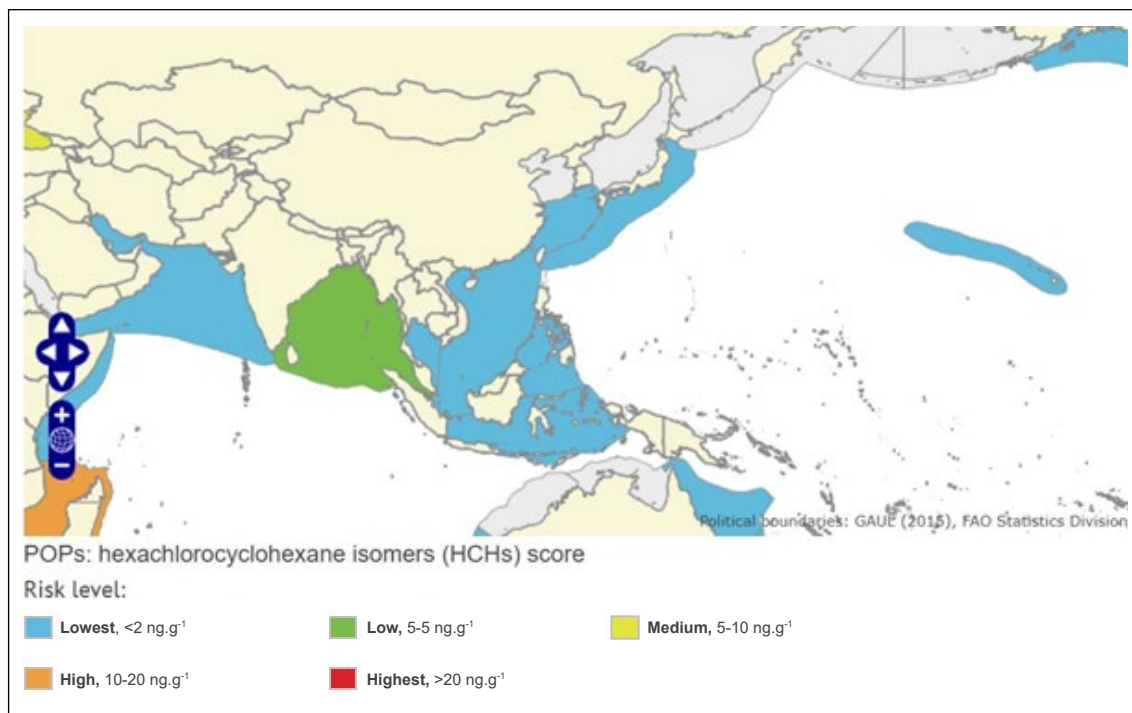 Political boundaries: GAUL (2015), FAO Statistics Division
POPs: hexachlorocyclohexane isomers (HCHs) score
Risk level:
Lowest, <2 ng.g⁻¹ Low, 5-5 ng.g⁻¹ Medium, 5-10 ng.g⁻¹
High, 10-20 ng.g⁻¹ Highest, >20 ng.g⁻¹